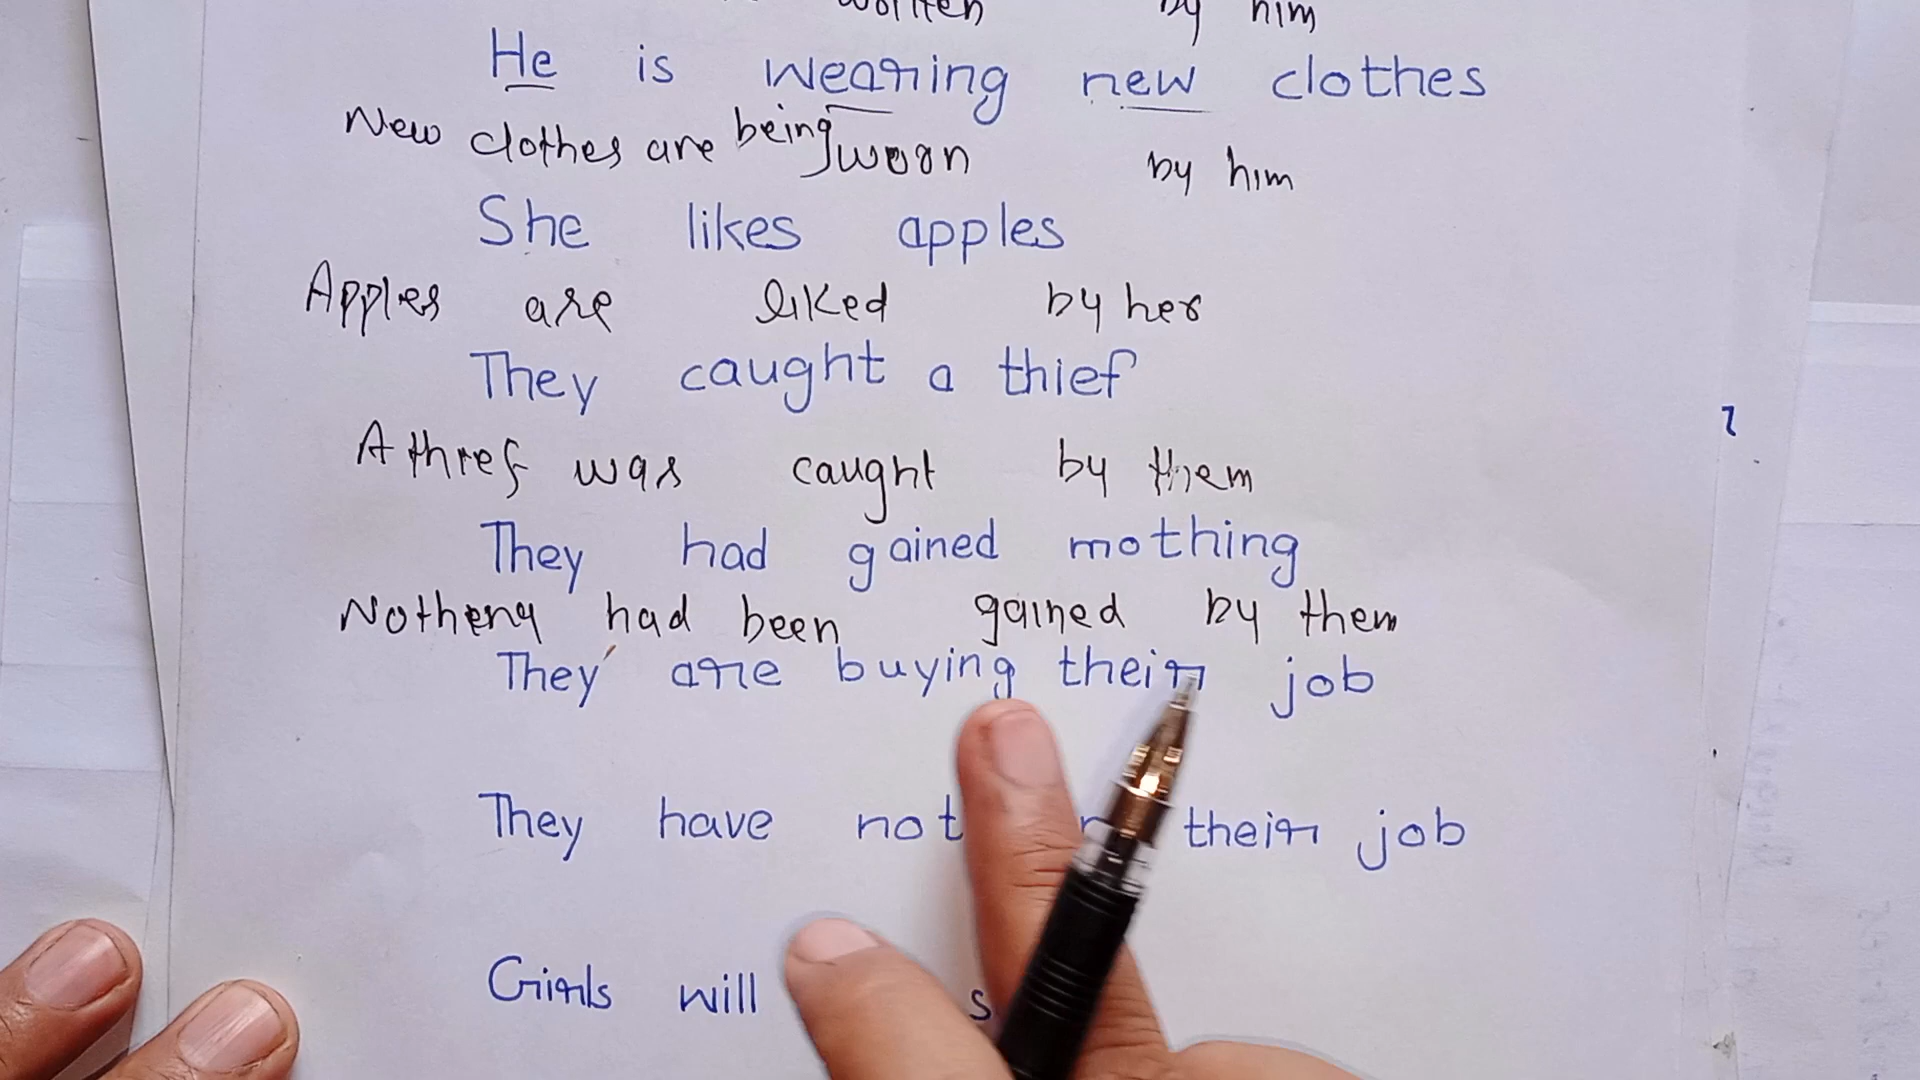 by him
He is wearing new clothes
New clothes are being worn by him
She likes apples
Apples are liked by her
They caught a thief
A thief was caught by them
They had gained mothing
Notheng had been gained by them
They are buying their job
They have not their job
Girls will